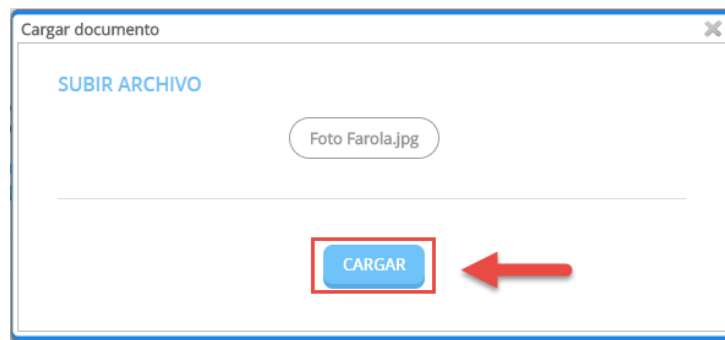 Cargar documento
SUBIR ARCHIVO
Foto Farola.jpg
CARGAR